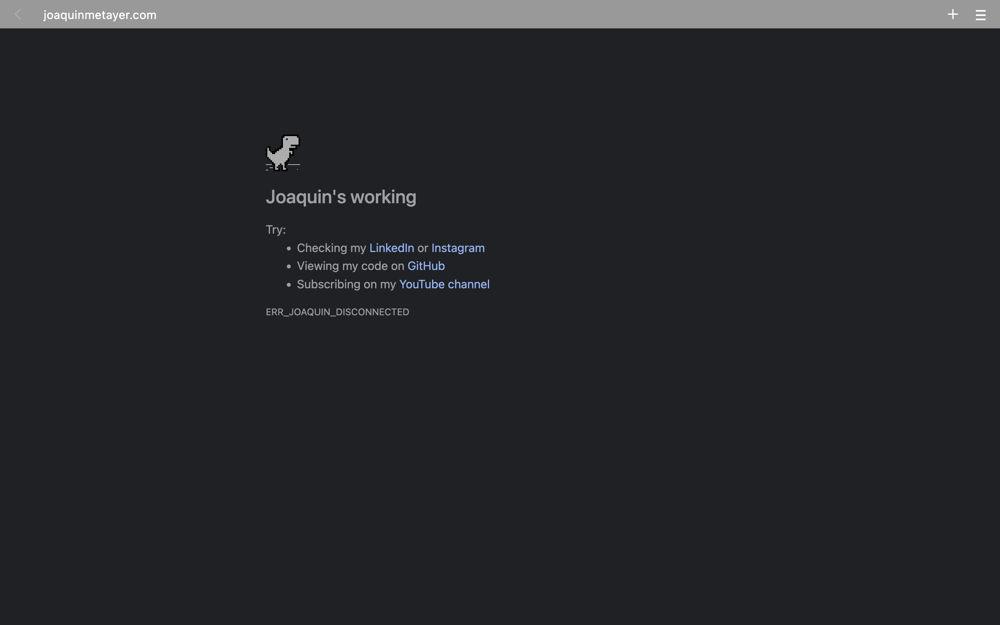 joaquinmetayer.com
Joaquin's working
Try:
Checking my LinkedIn or Instagram
Viewing my code on GitHub
Subscribing on my YouTube channel
ERR_JOAQUIN_DISCONNECTED